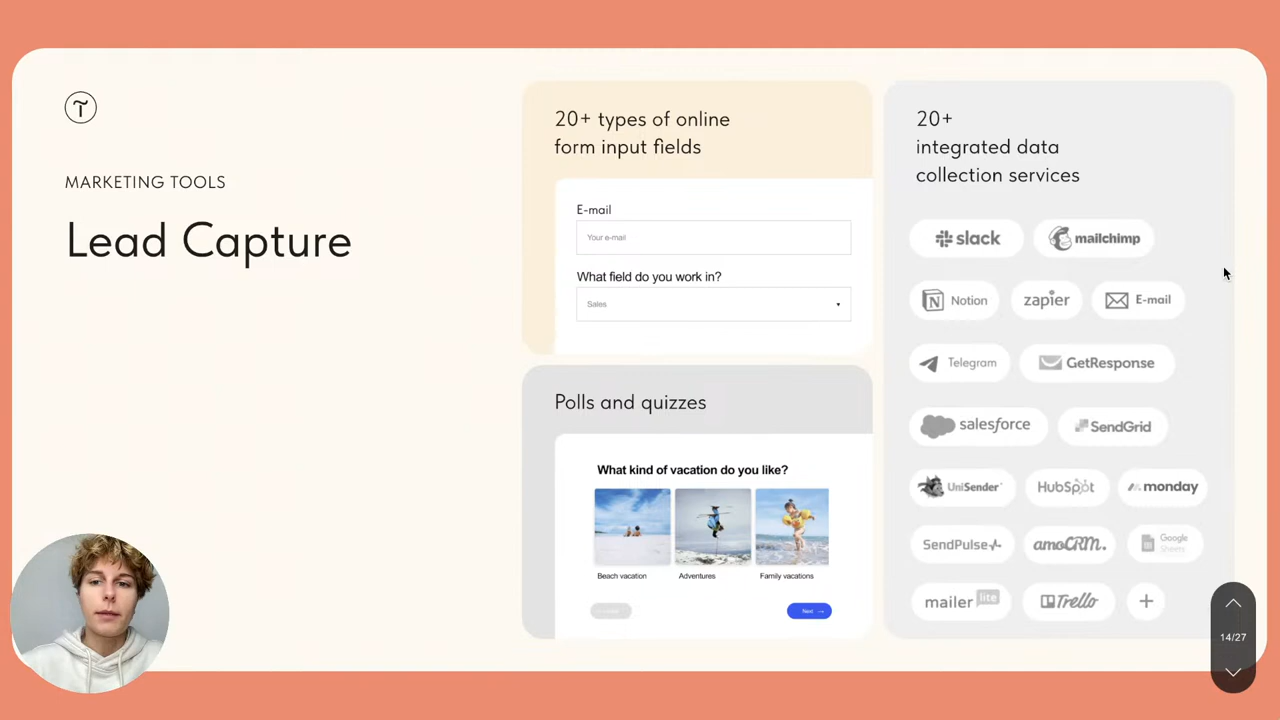 MARKETING TOOLS
Lead Capture
20+ types of online
form input fields
E-mail
Your e-mail
What field do you work in?
Sales
Polls and quizzes
What kind of vacation do you like?
Beach vacation
Adventures
Family vacations
Next →
20+
integrated data
collection services
slack
mailchimp
Notion
zapier
E-mail
Telegram
GetResponse
salesforce
SendGrid
UniSender
HubSpot
monday
SendPulse
amoCRM.
Google
Sheets
mailer lite
Trello
+
14/27